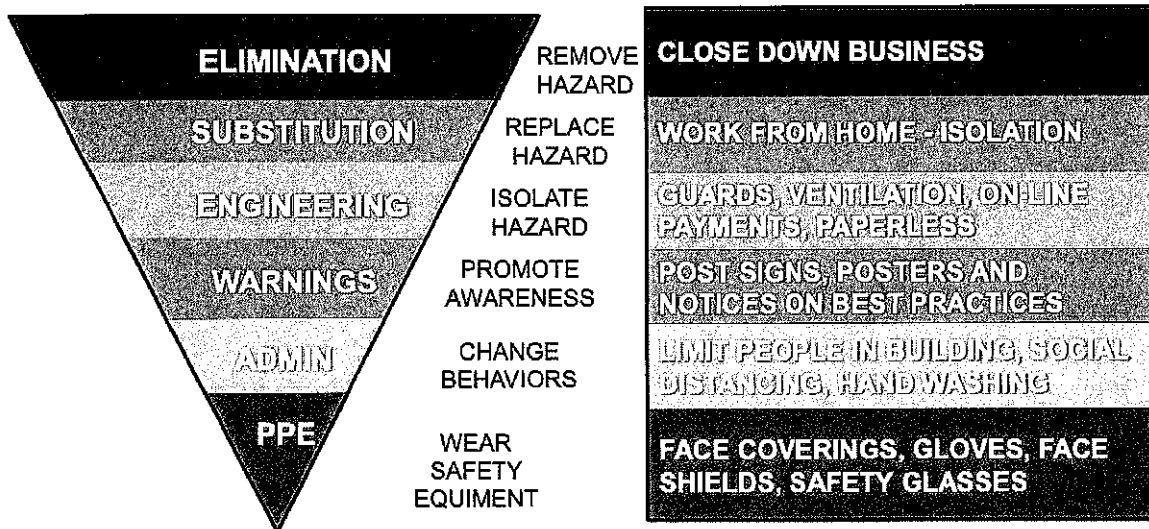 ELIMINATION
REMOVE
HAZARD
CLOSE DOWN BUSINESS
SUBSTITUTION
REPLACE
HAZARD
WORK FROM HOME - ISOLATION
ENGINEERING
ISOLATE
HAZARD
GUARDS, VENTILATION, ON-LINE
PAYMENTS, PAPERLESS
WARNINGS
PROMOTE
AWARENESS
POST SIGNS, POSTERS AND
NOTICES ON BEST PRACTICES
ADMIN
CHANGE
BEHAVIORS
LIMIT PEOPLE IN BUILDING, SOCIAL
DISTANCING, HAND WASHING
PPE
WEAR
SAFETY
EQUIMENT
FACE COVERINGS, GLOVES, FACE
SHIELDS, SAFETY GLASSES